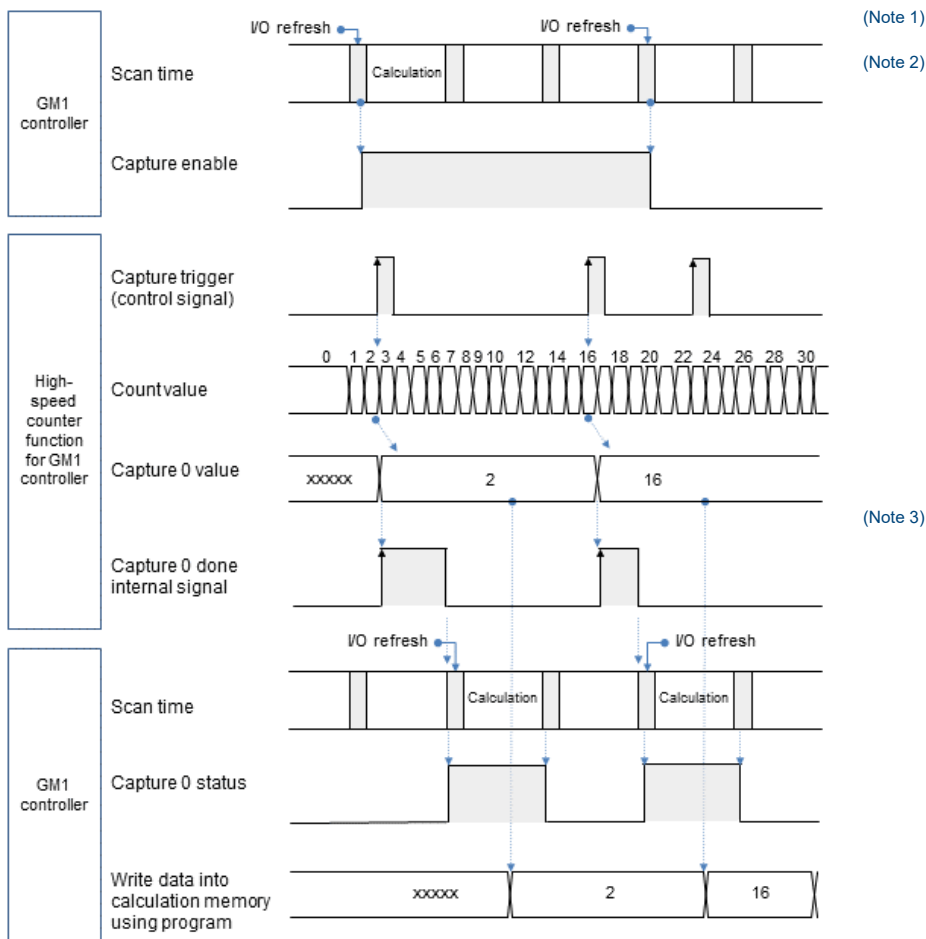 (Note 1)
I/O refresh
I/O refresh
(Note 2)
GM1
controller
Scan time
Calculation
Capture enable
High-
speed
counter
function
for GM1
controller
Capture trigger
(control signal)
0 1 2 3 4 5 6 7 8 9 10 12 14 16 18 20 22 24 26 28 30
Count value
Capture 0 value
xxxxx
2
16
(Note 3)
Capture 0 done
internal signal
GM1
controller
I/O refresh
I/O refresh
Scan time
Calculation
Calculation
Capture 0 status
Write data into
calculation memory
using program
xxxxx
2
16